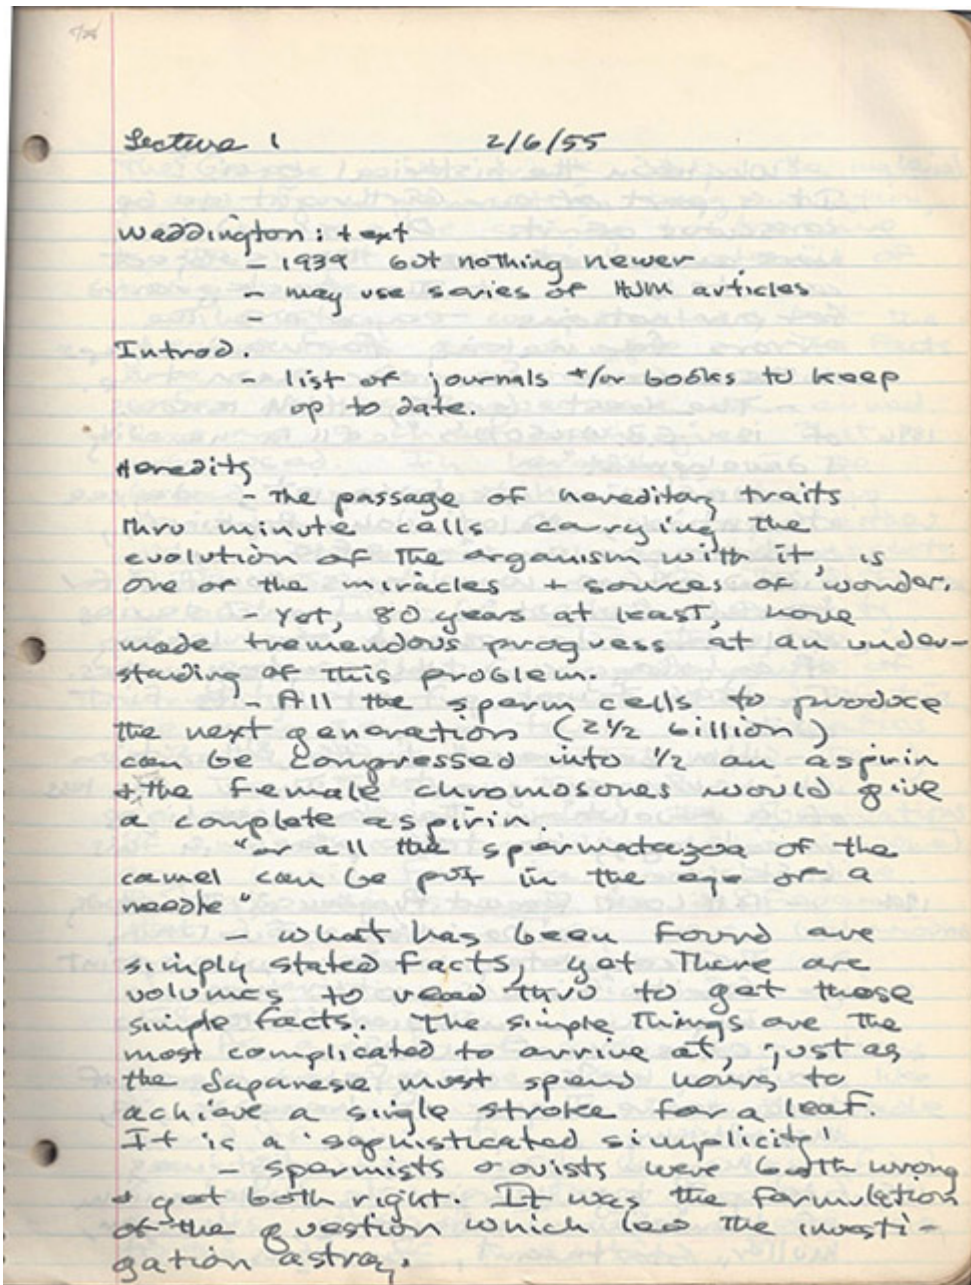 Lecture 1 2/6/55
Waddington: text
- 1939 but nothing newer
- may use series of HJM articles
-
Introd.
- list of journals +/or books to keep
up to date.
Heredity
- The passage of hereditary traits
thru minute cells carrying the
evolution of the organism with it, is
one of the miracles + sources of wonder.
- Yet, 80 years at least, have
made tremendous progress at an under-
standing of this problem.
- All the sperm cells to produce
the next generation (2½ billion)
can be compressed into ½ an aspirin
+ the female chromosones would give
a complete aspirin.
"or all the spermatazoa of the
camel can be put in the eye of a
needle"
- What has been found are
simply stated facts, yet there are
volumes to read thru to get these
simple facts. The simple things are the
most complicated to arrive at, just as
the Japanese must spend hours to
achieve a single stroke for a leaf
It is a 'sophisticated simplicity'
- spermists ovists were both wrong
+ yet both right. It was the formulation
of the question which led the investi-
gation astray.